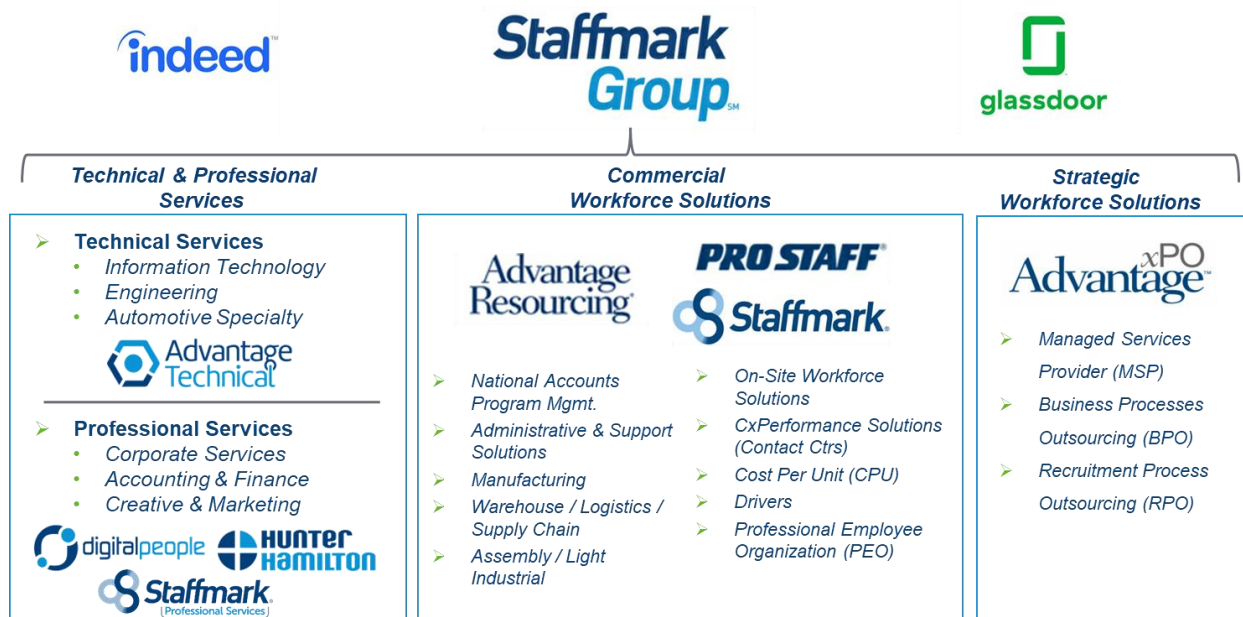 indeed™
Staffmark
Group℠
glassdoor
Technical & Professional
Services
Commercial
Workforce Solutions
Strategic
Workforce Solutions
Technical Services
Information Technology
Engineering
Automotive Specialty
Advantage
Technical
Professional Services
Corporate Services
Accounting & Finance
Creative & Marketing
digitalpeople
HUNTER
HAMILTON
Staffmark®
[Professional Services]
Advantage
Resourcing®
PRO STAFF®
Staffmark®
National Accounts
Program Mgmt.
Administrative & Support
Solutions
Manufacturing
Warehouse / Logistics /
Supply Chain
Assembly / Light
Industrial
On-Site Workforce
Solutions
CxPerformance Solutions
(Contact Ctrs)
Cost Per Unit (CPU)
Drivers
Professional Employee
Organization (PEO)
xPO
Advantage™
Managed Services
Provider (MSP)
Business Processes
Outsourcing (BPO)
Recruitment Process
Outsourcing (RPO)